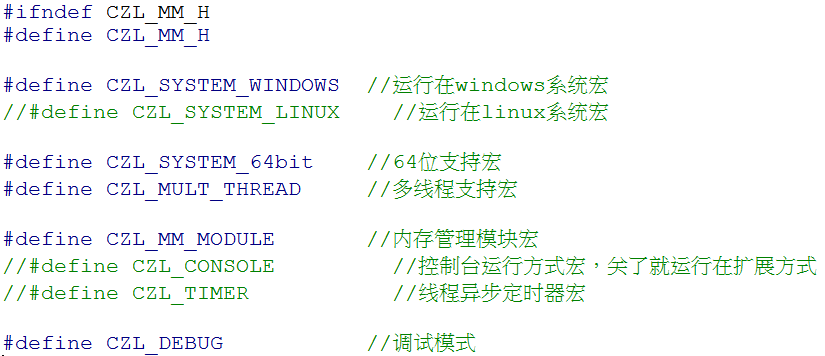 #ifndef CZL_MM_H
#define CZL_MM_H
#define CZL_SYSTEM_WINDOWS //运行在windows系统宏
//#define CZL_SYSTEM_LINUX //运行在linux系统宏
#define CZL_SYSTEM_64bit //64位支持宏
#define CZL_MULT_THREAD //多线程支持宏
#define CZL_MM_MODULE //内存管理模块宏
//#define CZL_CONSOLE //控制台运行方式宏，关了就运行在扩展方式
//#define CZL_TIMER //线程异步定时器宏
#define CZL_DEBUG //调试模式